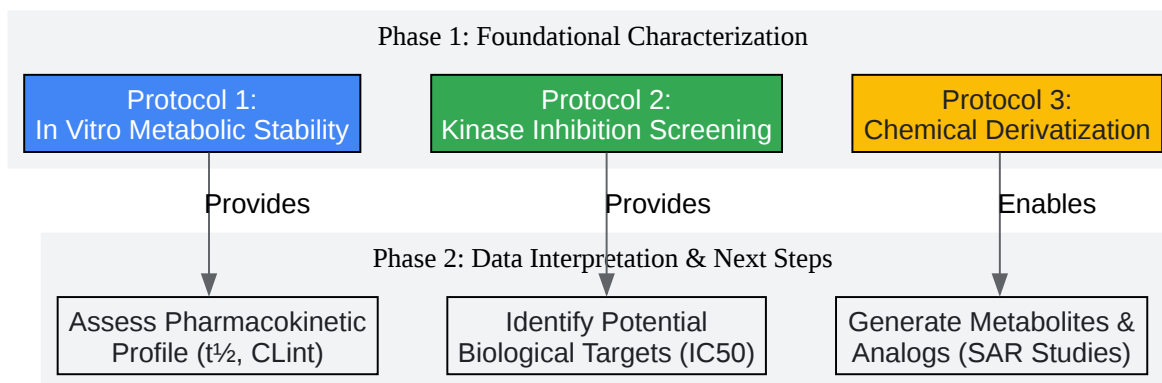 Phase 1: Foundational Characterization
Protocol 1:
In Vitro Metabolic Stability
Protocol 2:
Kinase Inhibition Screening
Protocol 3:
Chemical Derivatization
Provides
Provides
Enables
Phase 2: Data Interpretation & Next Steps
Assess Pharmacokinetic
Profile (t½, CLint)
Identify Potential
Biological Targets (IC50)
Generate Metabolites &
Analogs (SAR Studies)